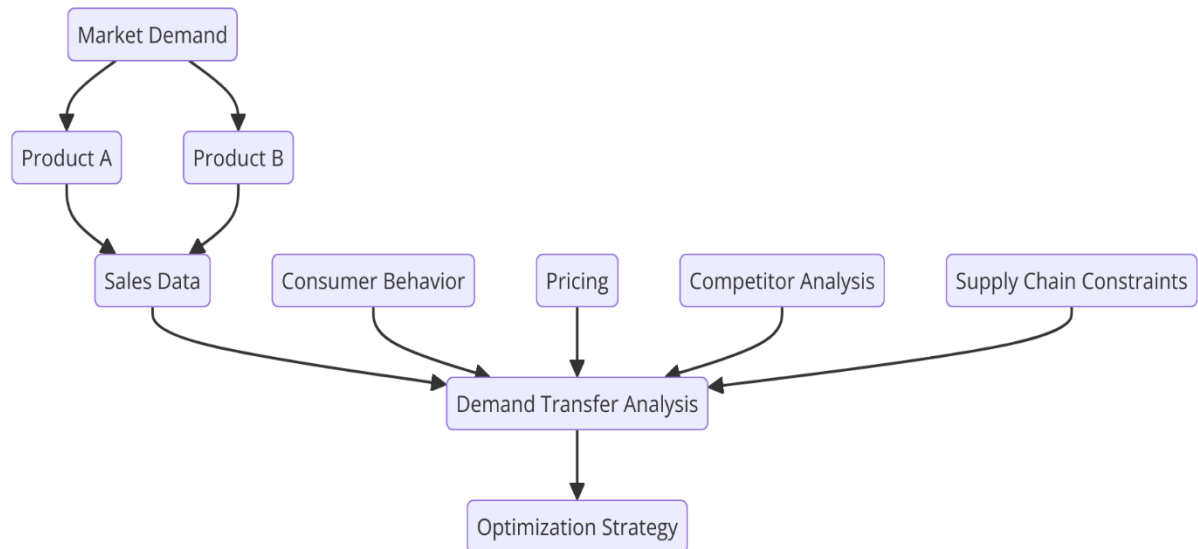 Market Demand
Product A
Product B
Sales Data
Consumer Behavior
Pricing
Competitor Analysis
Supply Chain Constraints
Demand Transfer Analysis
Optimization Strategy